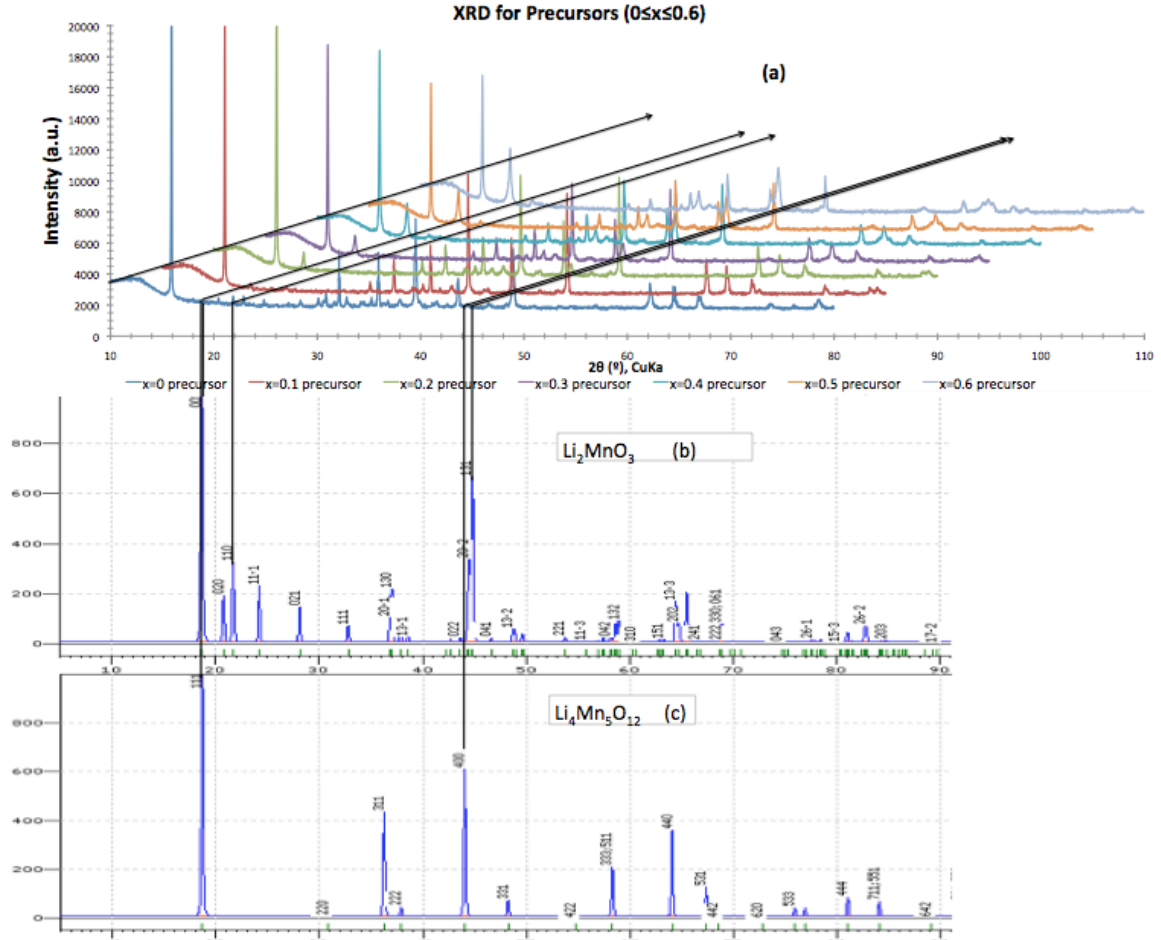 XRD for Precursors (0≤x≤0.6)
(a)
Intensity (a.u.)
20000
18000
16000
14000
12000
10000
8000
6000
4000
2000
0
10 20 30 40 50 60 70 80 90 100 110
2θ (º), CuKa
x=0 precursor x=0.1 precursor x=0.2 precursor x=0.3 precursor x=0.4 precursor x=0.5 precursor x=0.6 precursor
Li2MnO3 (b)
800
600
400
200
0
020 110 11-1 021 111 20-1 130 13-1 022 20-2 131 041 13-2 221 11-3 042 132 310 151 202 13-3 241 222,330;061 043 26-1 15-3 26-2 203 17-2
10 20 30 40 50 60 70 80 90
Li4Mn5O12 (c)
800
600
400
200
0
111 220 311 222 400 331 422 333;511 440 531 442 620 533 444 711;551 642